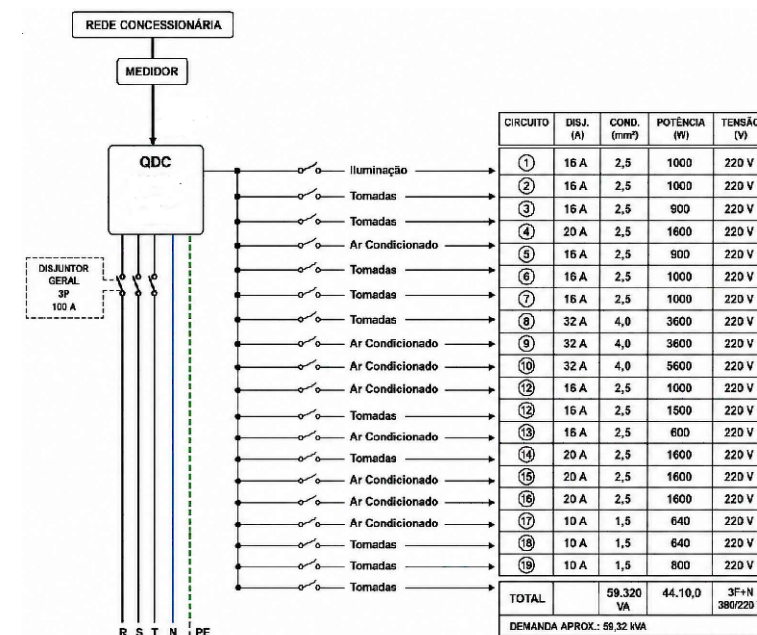 REDE CONCESSIONÁRIA
MEDIDOR
QDC
DISJUNTOR
GERAL
3P
100 A
R S T N PE
Iluminação
Tomadas
Tomadas
Ar Condicionado
Tomadas
Tomadas
Tomadas
Ar Condicionado
Ar Condicionado
Ar Condicionado
Tomadas
Ar Condicionado
Tomadas
Ar Condicionado
Ar Condicionado
Ar Condicionado
Tomadas
Tomadas
Tomadas
CIRCUITO DISJ. (A) COND. (mm²) POTÊNCIA (W) TENSÃO (V)
1 16 A 2,5 1000 220 V
2 16 A 2,5 1000 220 V
3 16 A 2,5 900 220 V
4 20 A 2,5 1600 220 V
5 16 A 2,5 900 220 V
6 16 A 2,5 1000 220 V
7 16 A 2,5 1000 220 V
8 32 A 4,0 3600 220 V
9 32 A 4,0 3600 220 V
10 32 A 4,0 5600 220 V
12 16 A 2,5 1000 220 V
12 16 A 2,5 1500 220 V
13 16 A 2,5 600 220 V
14 20 A 2,5 1600 220 V
15 20 A 2,5 1600 220 V
16 20 A 2,5 1600 220 V
17 10 A 1,5 640 220 V
18 10 A 1,5 640 220 V
19 10 A 1,5 800 220 V
TOTAL 59.320 VA 44.10,0 3F+N 380/220
DEMANDA APROX.: 59,32 kVA